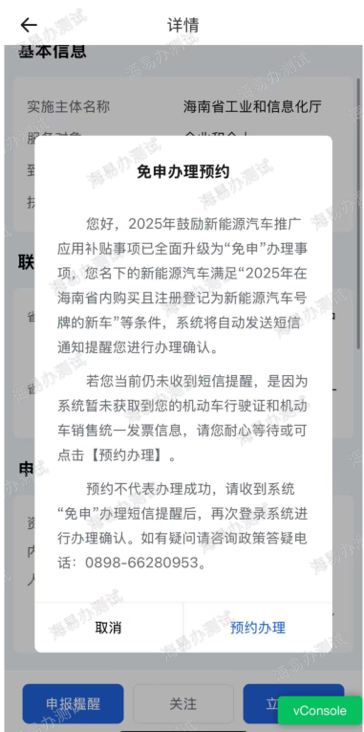 详情
基本信息
实施主体名称
海南省工业和信息化厅
免申办理预约
您好，2025年鼓励新能源汽车推广
应用补贴事项已全面升级为“免申”办理事
项，您名下的新能源汽车满足“2025年在
海南省内购买且注册登记为新能源汽车号
牌的新车”等条件，系统将自动发送短信
通知提醒您进行办理确认。
若您当前仍未收到短信提醒，是因为
系统暂未获取到您的机动车行驶证和机动
车销售统一发票信息，请您耐心等待或可
点击【预约办理】。
预约不代表办理成功，请收到系统
“免申”办理短信提醒后，再次登录系统进
行办理确认。如有疑问请咨询政策答疑电
话：0898-66280953。
取消
预约办理
联
申
内
人
申报提醒
关注
立
vConsole
海易办测试